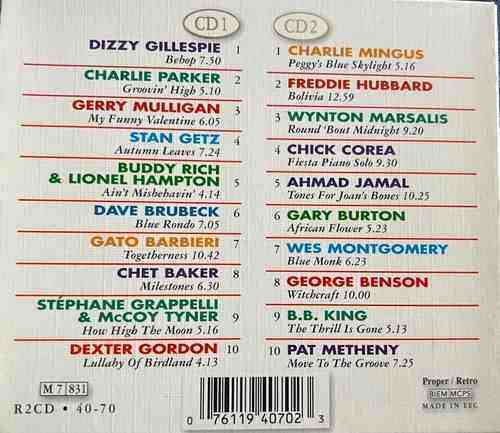 CD 1
DIZZY GILLESPIE 1
Bebop 7.50
CHARLIE PARKER 2
Groovin' High 5.10
GERRY MULLIGAN 3
My Funny Valentine 6.05
STAN GETZ 4
Autumn Leaves 7.24
BUDDY RICH
& LIONEL HAMPTON 5
Ain't Misbehavin' 4.14
DAVE BRUBECK 6
Blue Rondo 7.05
GATO BARBIERI 7
Togetherness 10.42
CHET BAKER 8
Milestones 6.30
STÉPHANE GRAPPELLI
& MCCOY TYNER 9
How High The Moon 5.16
DEXTER GORDON 10
Lullaby Of Birdland 4.13
CD 2
1 CHARLIE MINGUS
Peggy's Blue Skylight 5.16
2 FREDDIE HUBBARD
Bolivia 12.59
3 WYNTON MARSALIS
Round 'Bout Midnight 9.20
4 CHICK COREA
Fiesta Piano Solo 9.30
5 AHMAD JAMAL
Tones For Joan's Bones 10.25
6 GARY BURTON
African Flower 5.23
7 WES MONTGOMERY
Blue Monk 6.23
8 GEORGE BENSON
Witchcraft 10.00
9 B.B. KING
The Thrill Is Gone 5.13
10 PAT METHENY
Move To The Groove 7.25
M 7 831
R2CD • 40-70
0 76119 40702 3
Proper / Retro
BIEM MCPS
MADE IN EEC